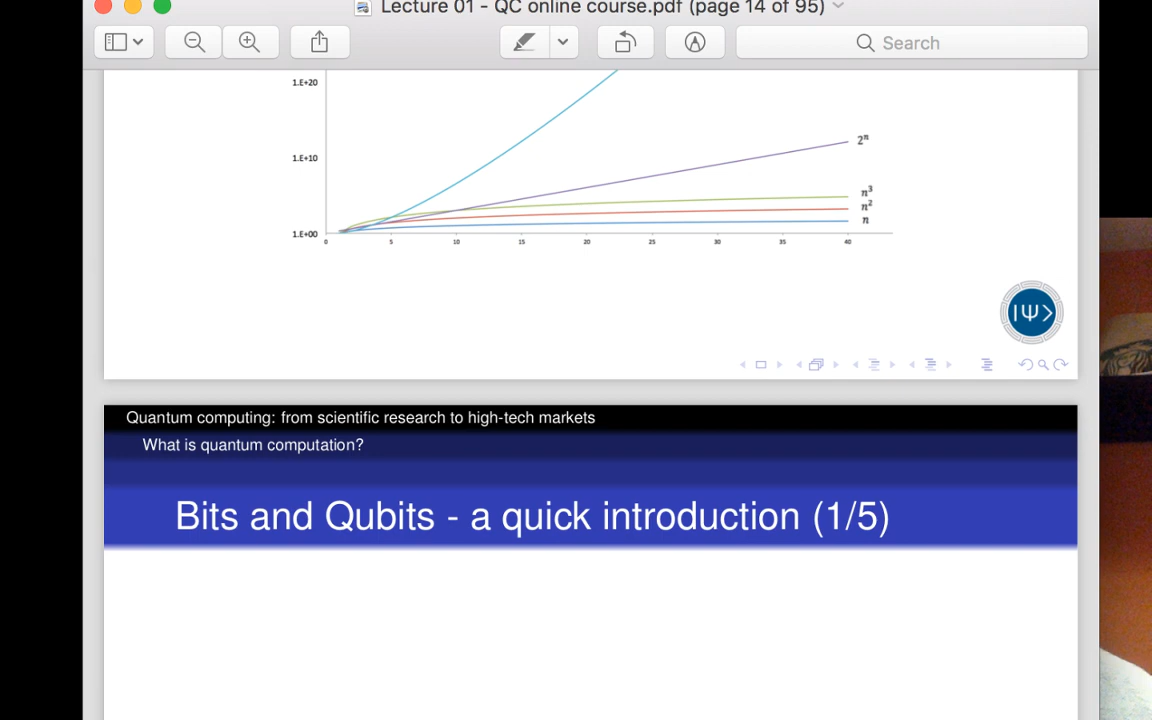 Lecture 01 - QC online course.pdf (page 14 of 95)
Search
1.E+20
1.E+10
1.E+00
2ⁿ
n³
n²
n
0 5 10 15 20 25 30 35 40
|Ψ>
Quantum computing: from scientific research to high-tech markets
What is quantum computation?
Bits and Qubits - a quick introduction (1/5)